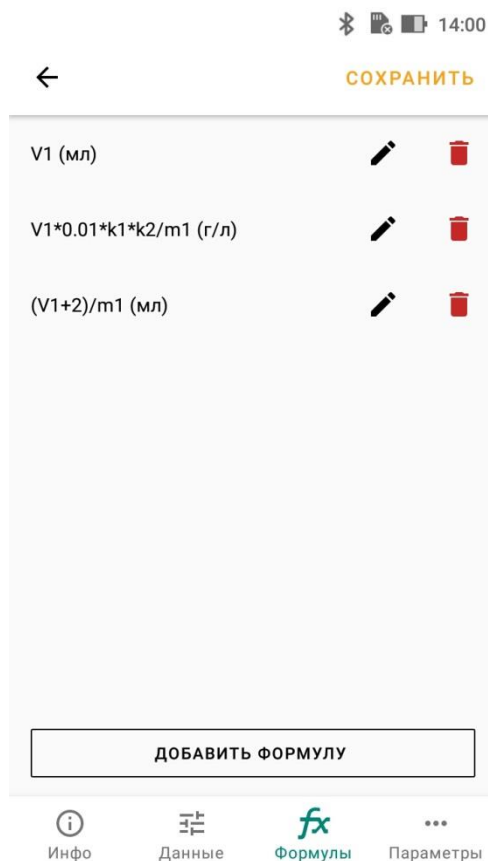 14:00
СОХРАНИТЬ
V1 (мл)
V1*0.01*k1*k2/m1 (г/л)
(V1+2)/m1 (мл)
ДОБАВИТЬ ФОРМУЛУ
Инфо
Данные
fx
Формулы
Параметры